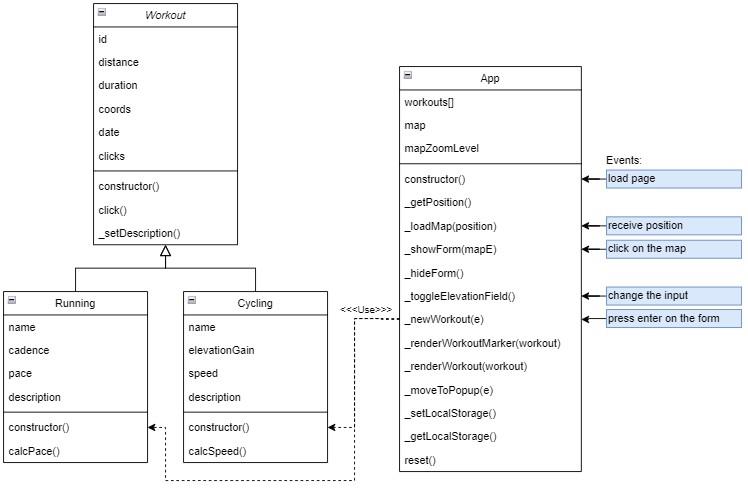 Workout
id
distance
duration
coords
date
clicks
constructor()
click()
_setDescription()
Running
name
cadence
pace
description
constructor()
calcPace()
Cycling
name
elevationGain
speed
description
constructor()
calcSpeed()
<<<Use>>>
App
workouts[]
map
mapZoomLevel
constructor()
_getPosition()
_loadMap(position)
_showForm(mapE)
_hideForm()
_toggleElevationField()
_newWorkout(e)
_renderWorkoutMarker(workout)
_renderWorkout(workout)
_moveToPopup(e)
_setLocalStorage()
_getLocalStorage()
reset()
Events:
load page
receive position
click on the map
change the input
press enter on the form